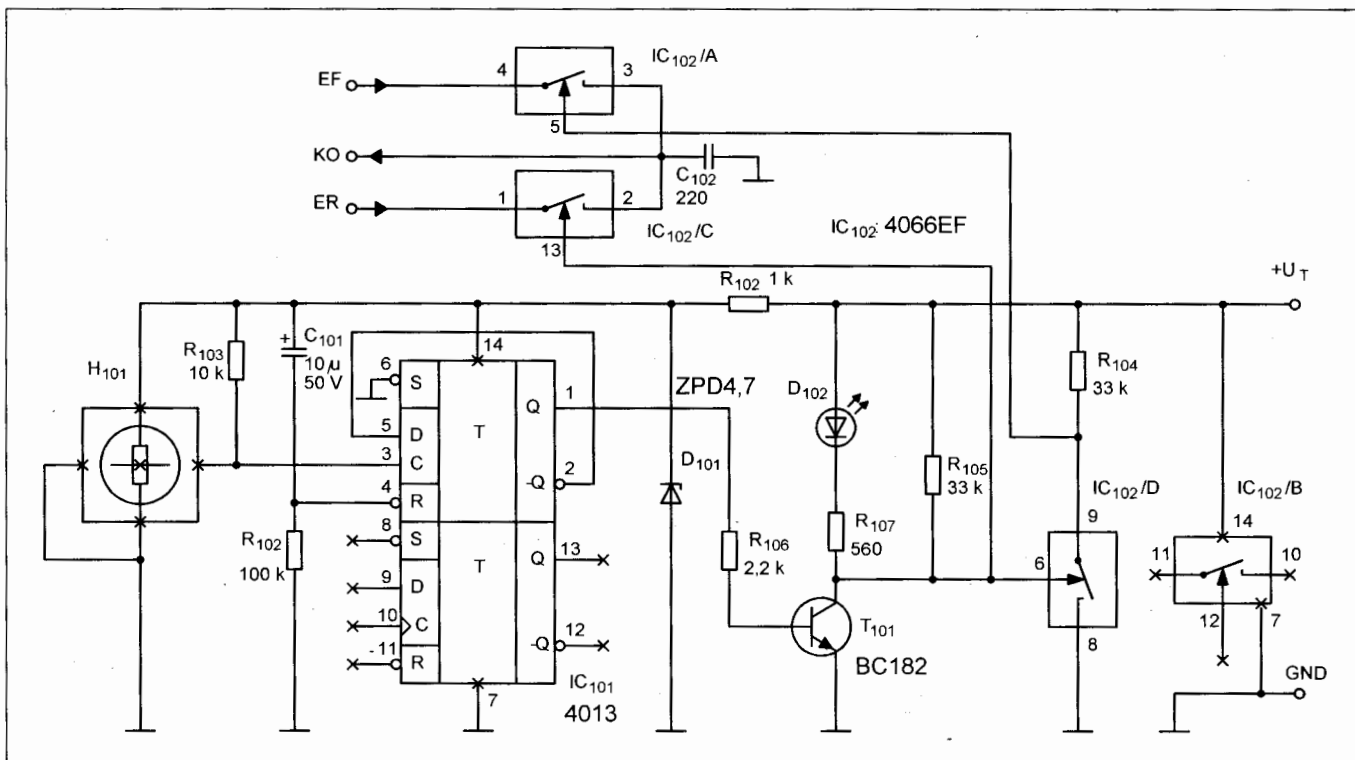 IC102/A
EF
4
3
5
KO
C102
220
ER
1
2
13
IC102/C
IC102: 4066EF
R102 1 k
+UT
H101
R103
10 k
+
C101
10 µ
50 V
14
6
S
5
D
3
C
4
R
T
Q
1
-Q
2
8
S
9
D
10
C
-11
R
T
Q
13
-Q
12
7
IC101
4013
R102
100 k
ZPD4,7
D101
R106
2,2 k
D102
R107
560
T101
BC182
R105
33 k
R104
33 k
IC102/D
9
6
8
IC102/B
14
11
10
12
7
GND